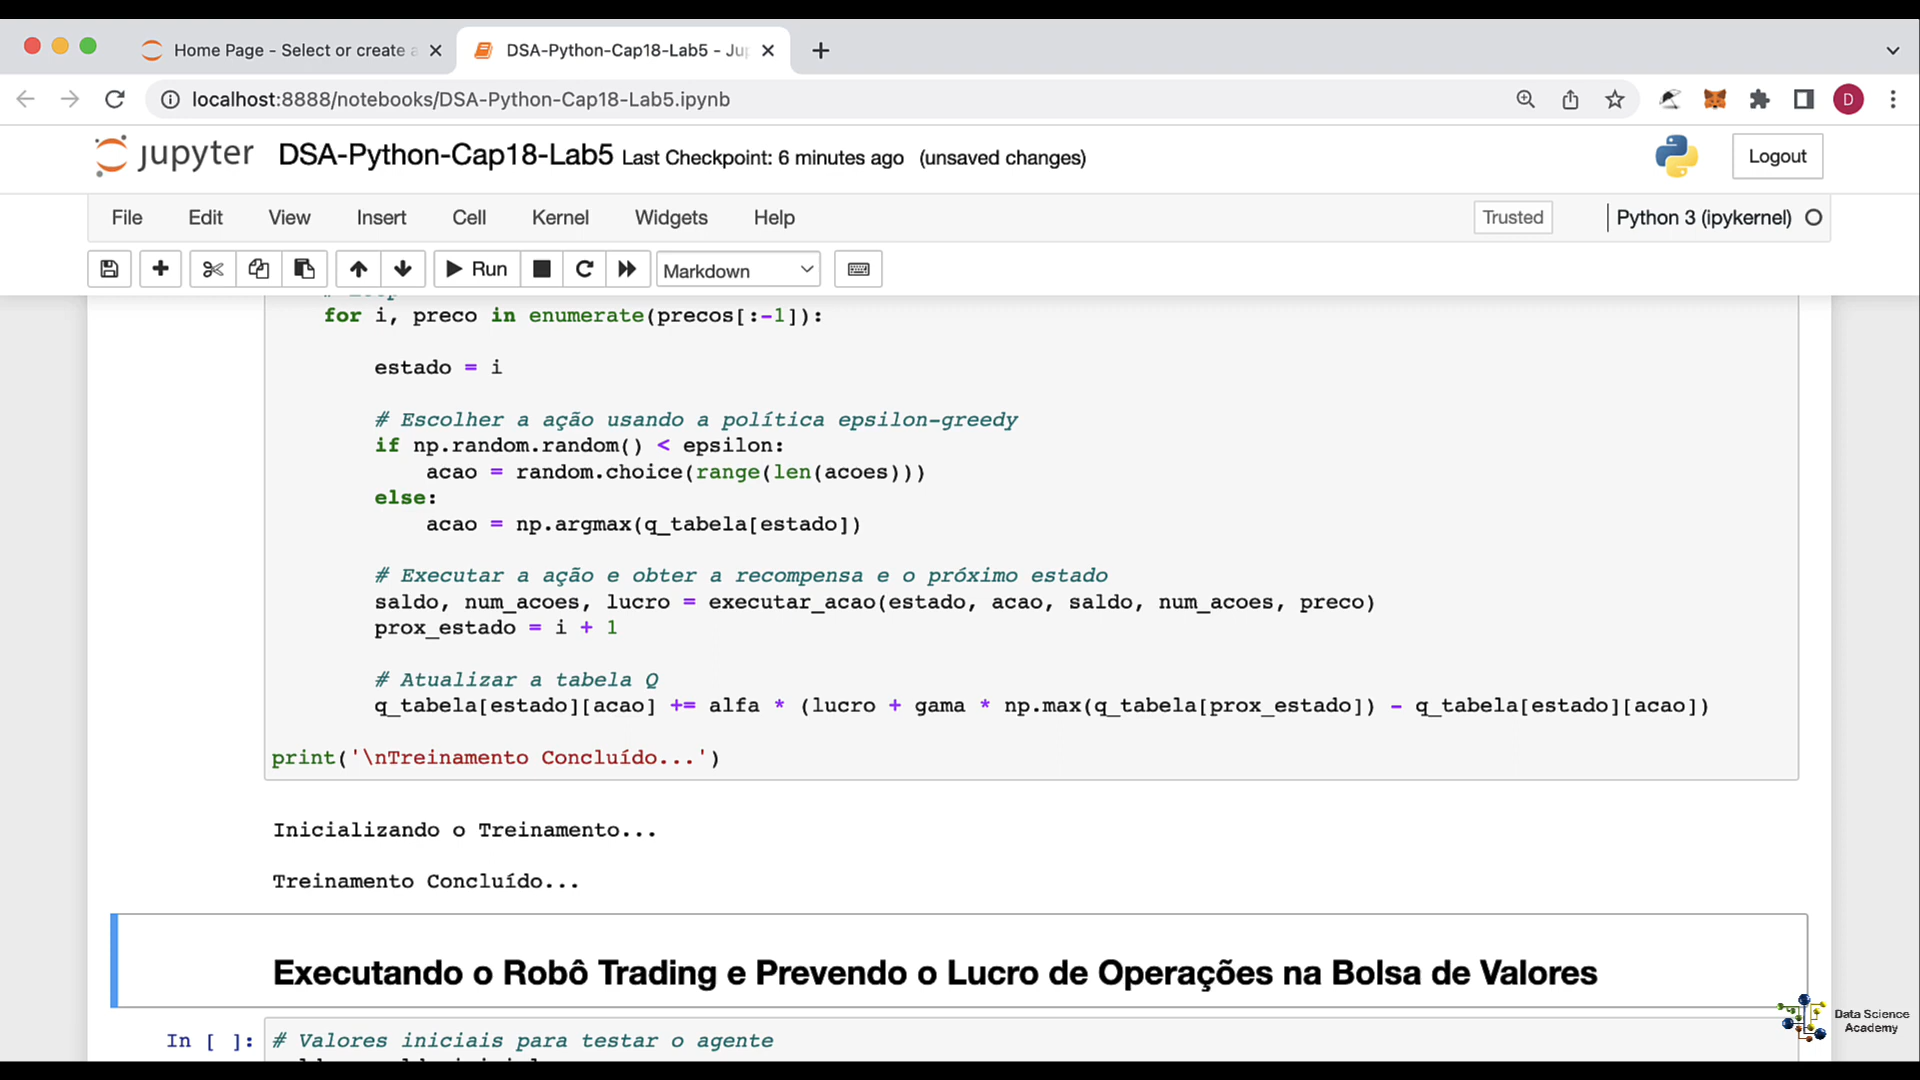 Home Page - Select or create a
DSA-Python-Cap18-Lab5 - Ju
localhost:8888/notebooks/DSA-Python-Cap18-Lab5.ipynb
D
jupyter DSA-Python-Cap18-Lab5 Last Checkpoint: 6 minutes ago (unsaved changes)
Logout
File Edit View Insert Cell Kernel Widgets Help
Trusted
Python 3 (ipykernel)
Run
Markdown
for i, preco in enumerate(precos[:-1]):
estado = i
# Escolher a ação usando a política epsilon-greedy
if np.random.random() < epsilon:
acao = random.choice(range(len(acoes)))
else:
acao = np.argmax(q_tabela[estado])
# Executar a ação e obter a recompensa e o próximo estado
saldo, num_acoes, lucro = executar_acao(estado, acao, saldo, num_acoes, preco)
prox_estado = i + 1
# Atualizar a tabela Q
q_tabela[estado][acao] += alfa * (lucro + gama * np.max(q_tabela[prox_estado]) - q_tabela[estado][acao])
print('\nTreinamento Concluído...')
Inicializando o Treinamento...
Treinamento Concluído...
Executando o Robô Trading e Prevendo o Lucro de Operações na Bolsa de Valores
Data Science
Academy
In [ ]: # Valores iniciais para testar o agente